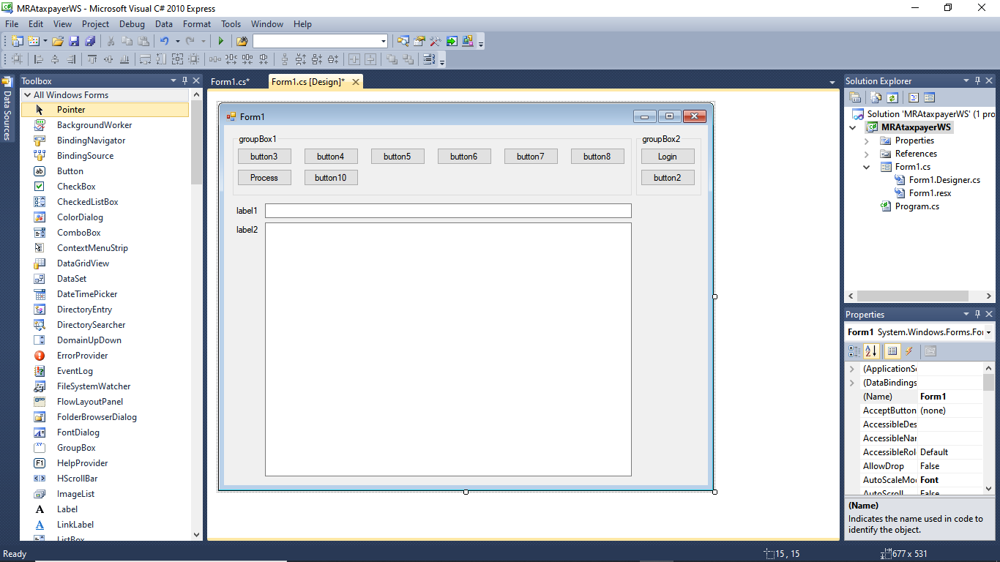 MRAtaxpayerWS - Microsoft Visual C# 2010 Express
File Edit View Project Debug Data Format Tools Window Help
Data Sources
Toolbox
All Windows Forms
Pointer
BackgroundWorker
BindingNavigator
BindingSource
Button
CheckBox
CheckedListBox
ColorDialog
ComboBox
ContextMenuStrip
DataGridView
DataSet
DateTimePicker
DirectoryEntry
DirectorySearcher
DomainUpDown
ErrorProvider
EventLog
FileSystemWatcher
FlowLayoutPanel
FolderBrowserDialog
FontDialog
GroupBox
HelpProvider
HScrollBar
ImageList
Label
LinkLabel
ListBox
Form1.cs* Form1.cs [Design]*
Form1
groupBox1 groupBox2
button3 button4 button5 button6 button7 button8 Login
Process button10 button2
label1
label2
Solution Explorer
Solution 'MRAtaxpayerWS' (1 pro
MRAtaxpayerWS
Properties
References
Form1.cs
Form1.Designer.cs
Form1.resx
Program.cs
Properties
Form1 System.Windows.Forms.For
(ApplicationSe
(DataBindings
(Name) Form1
AcceptButton (none)
AccessibleDes
AccessibleNar
AccessibleRol Default
AllowDrop False
AutoScaleMod Font
AutoScroll False
(Name)
Indicates the name used in code to
identify the object.
Ready 15 , 15 677 x 531